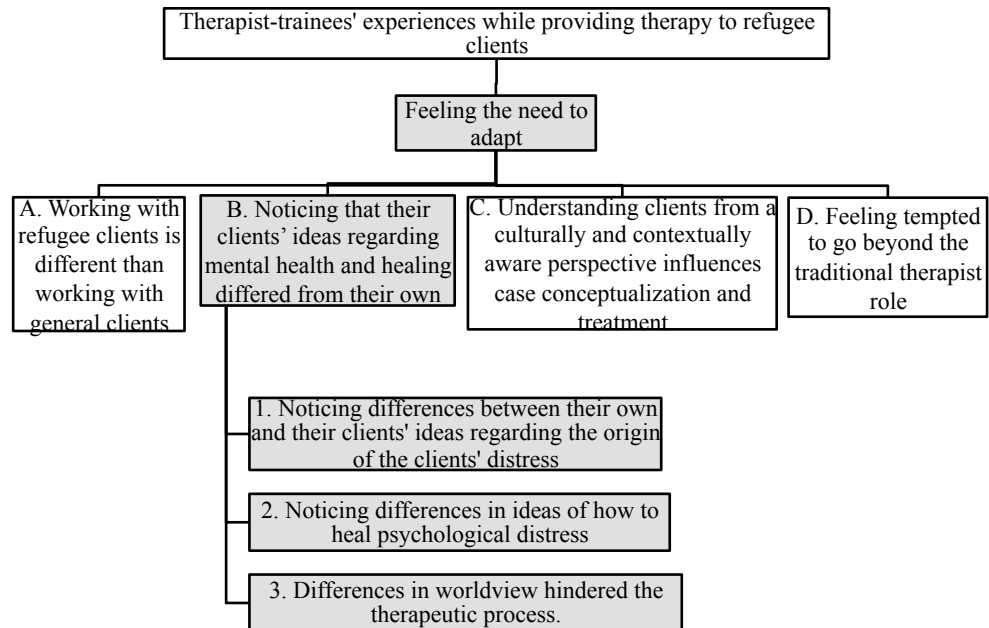 Therapist-trainees' experiences while providing therapy to refugee
clients
Feeling the need to
adapt
A. Working with
refugee clients is
different than
working with
general clients
B. Noticing that their
clients’ ideas regarding
mental health and healing
differed from their own
C. Understanding clients from a
culturally and contextually
aware perspective influences
case conceptualization and
treatment
D. Feeling tempted
to go beyond the
traditional therapist
role
1. Noticing differences between their own
and their clients' ideas regarding the origin
of the clients' distress
2. Noticing differences in ideas of how to
heal psychological distress
3. Differences in worldview hindered the
therapeutic process.